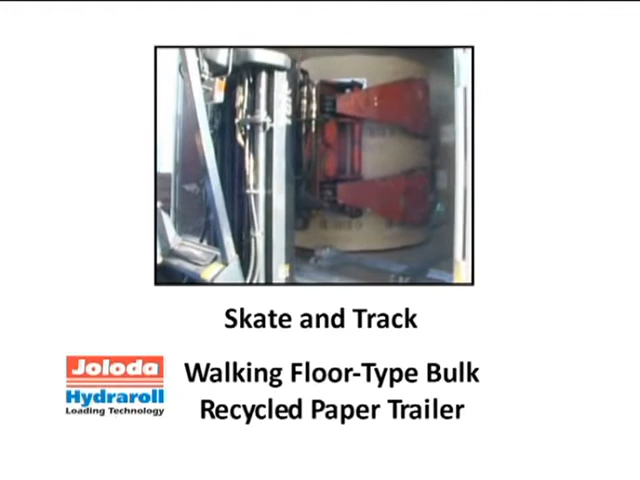 Skate and Track
Joloda
Hydraroll
Loading Technology
Walking Floor-Type Bulk
Recycled Paper Trailer